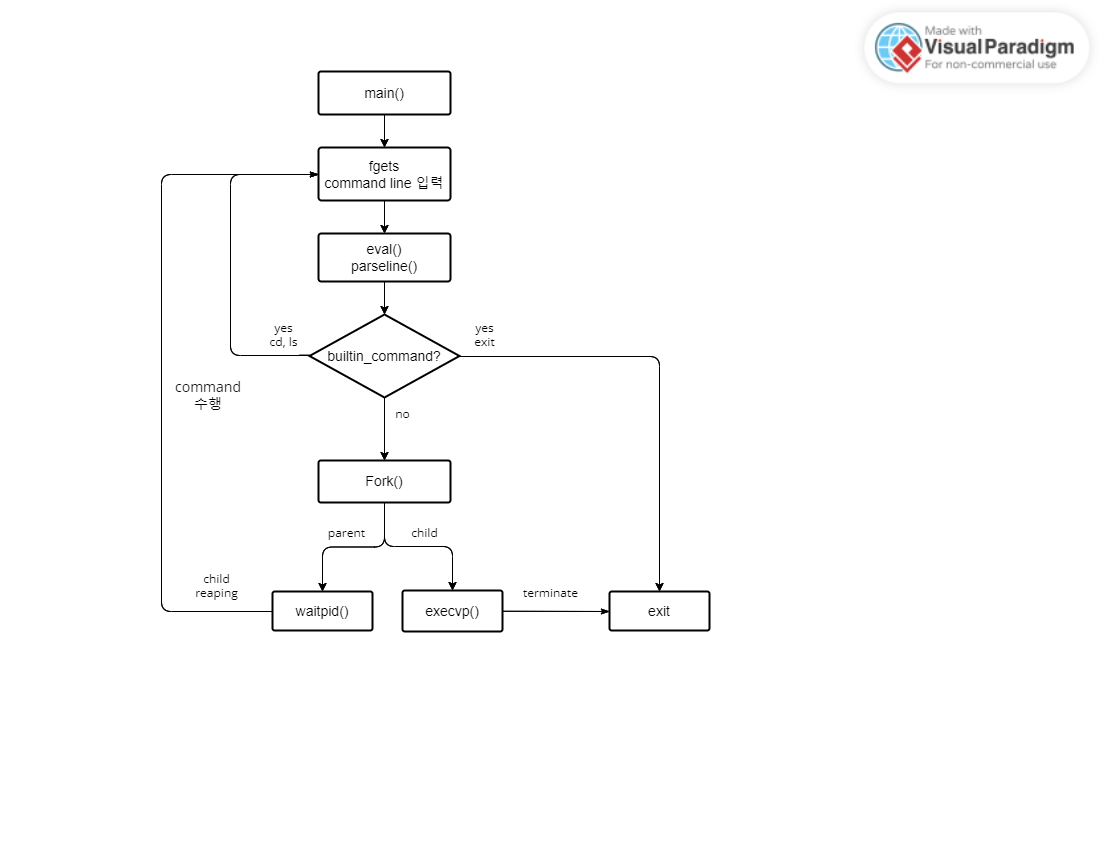 Made with
Visual Paradigm
For non-commercial use
main()
fgets
command line 입력
eval()
parseline()
yes
cd, ls
builtin_command?
yes
exit
command
수행
no
Fork()
parent
child
child
reaping
waitpid()
execvp()
terminate
exit